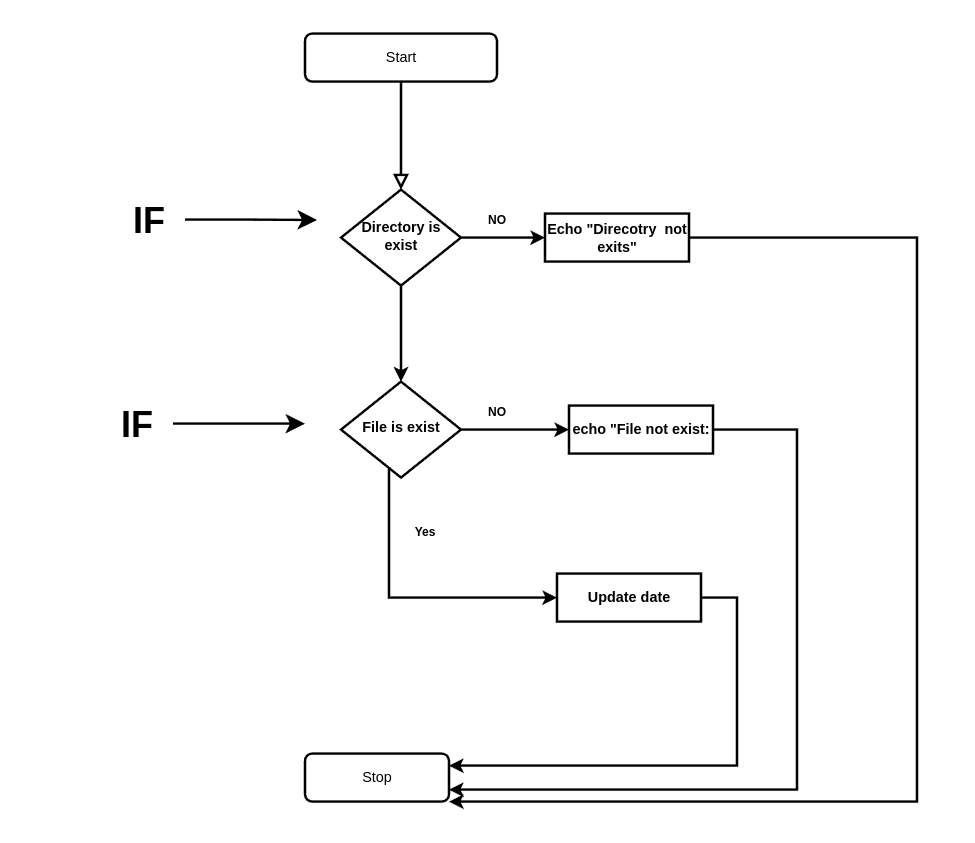 Start
IF
Directory is
exist
NO
Echo "Direcotry  not
exits"
IF
File is exist
NO
echo "File not exist:
Yes
Update date
Stop